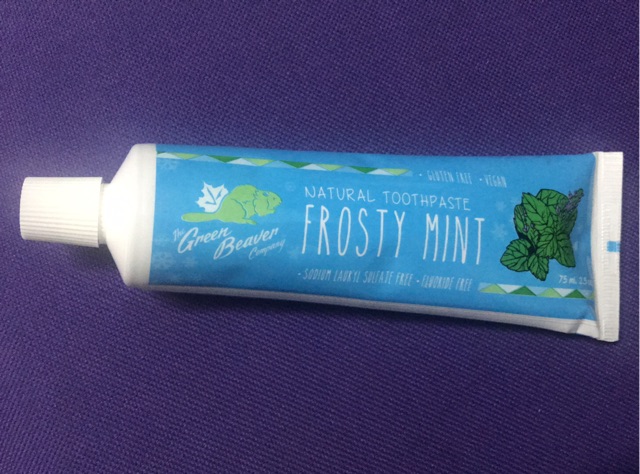 • GLUTEN FREE • VEGAN
NATURAL TOOTHPASTE
FROSTY MINT
The
Green
Beaver
Company
• SODIUM LAURYL SULFATE FREE • FLUORIDE FREE
75 ml